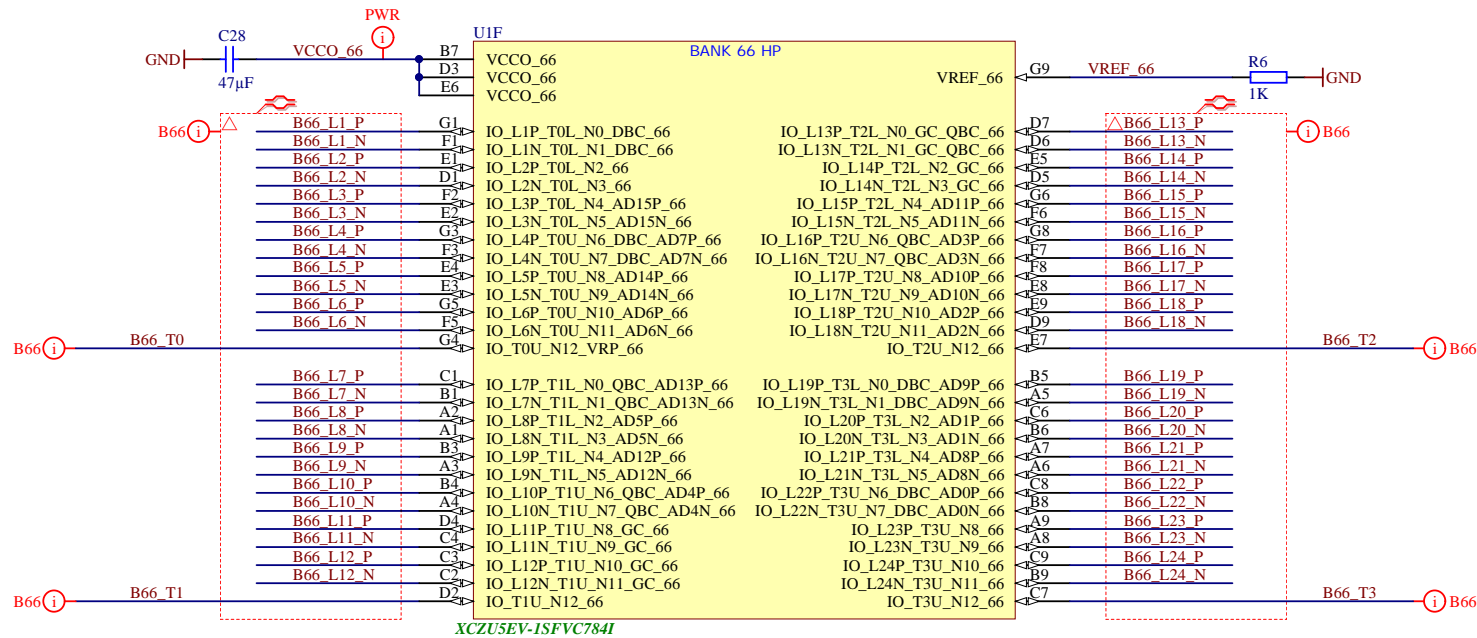 PWR
i
C28
GND
47µF
VCCO_66
U1F
BANK 66 HP
B7 VCCO_66
D3 VCCO_66
E6 VCCO_66
VREF_66 G9 VREF_66
R6
1K
GND
B66 i
B66_L1_P G1 IO_L1P_T0L_N0_DBC_66
B66_L1_N F1 IO_L1N_T0L_N1_DBC_66
B66_L2_P E1 IO_L2P_T0L_N2_66
B66_L2_N D1 IO_L2N_T0L_N3_66
B66_L3_P F2 IO_L3P_T0L_N4_AD15P_66
B66_L3_N E2 IO_L3N_T0L_N5_AD15N_66
B66_L4_P G3 IO_L4P_T0U_N6_DBC_AD7P_66
B66_L4_N F3 IO_L4N_T0U_N7_DBC_AD7N_66
B66_L5_P E4 IO_L5P_T0U_N8_AD14P_66
B66_L5_N E3 IO_L5N_T0U_N9_AD14N_66
B66_L6_P G5 IO_L6P_T0U_N10_AD6P_66
B66_L6_N F5 IO_L6N_T0U_N11_AD6N_66
B66 i B66_T0 G4 IO_T0U_N12_VRP_66
B66_L7_P C1 IO_L7P_T1L_N0_QBC_AD13P_66
B66_L7_N B1 IO_L7N_T1L_N1_QBC_AD13N_66
B66_L8_P A2 IO_L8P_T1L_N2_AD5P_66
B66_L8_N A1 IO_L8N_T1L_N3_AD5N_66
B66_L9_P B3 IO_L9P_T1L_N4_AD12P_66
B66_L9_N A3 IO_L9N_T1L_N5_AD12N_66
B66_L10_P B4 IO_L10P_T1U_N6_QBC_AD4P_66
B66_L10_N A4 IO_L10N_T1U_N7_QBC_AD4N_66
B66_L11_P D4 IO_L11P_T1U_N8_GC_66
B66_L11_N C4 IO_L11N_T1U_N9_GC_66
B66_L12_P C3 IO_L12P_T1U_N10_GC_66
B66_L12_N C2 IO_L12N_T1U_N11_GC_66
B66 i B66_T1 D2 IO_T1U_N12_66
IO_L13P_T2L_N0_GC_QBC_66 D7 B66_L13_P
i B66
IO_L13N_T2L_N1_GC_QBC_66 D6 B66_L13_N
IO_L14P_T2L_N2_GC_66 E5 B66_L14_P
IO_L14N_T2L_N3_GC_66 D5 B66_L14_N
IO_L15P_T2L_N4_AD11P_66 G6 B66_L15_P
IO_L15N_T2L_N5_AD11N_66 F6 B66_L15_N
IO_L16P_T2U_N6_QBC_AD3P_66 G8 B66_L16_P
IO_L16N_T2U_N7_QBC_AD3N_66 F7 B66_L16_N
IO_L17P_T2U_N8_AD10P_66 F8 B66_L17_P
IO_L17N_T2U_N9_AD10N_66 E8 B66_L17_N
IO_L18P_T2U_N10_AD2P_66 E9 B66_L18_P
IO_L18N_T2U_N11_AD2N_66 D9 B66_L18_N
IO_T2U_N12_66 E7 B66_T2 i B66
IO_L19P_T3L_N0_DBC_AD9P_66 B5 B66_L19_P
IO_L19N_T3L_N1_DBC_AD9N_66 A5 B66_L19_N
IO_L20P_T3L_N2_AD1P_66 C6 B66_L20_P
IO_L20N_T3L_N3_AD1N_66 B6 B66_L20_N
IO_L21P_T3L_N4_AD8P_66 A7 B66_L21_P
IO_L21N_T3L_N5_AD8N_66 A6 B66_L21_N
IO_L22P_T3U_N6_DBC_AD0P_66 C8 B66_L22_P
IO_L22N_T3U_N7_DBC_AD0N_66 B8 B66_L22_N
IO_L23P_T3U_N8_66 A9 B66_L23_P
IO_L23N_T3U_N9_66 A8 B66_L23_N
IO_L24P_T3U_N10_66 C9 B66_L24_P
IO_L24N_T3U_N11_66 B9 B66_L24_N
IO_T3U_N12_66 C7 B66_T3 i B66
XCZU5EV-1SFVC784I